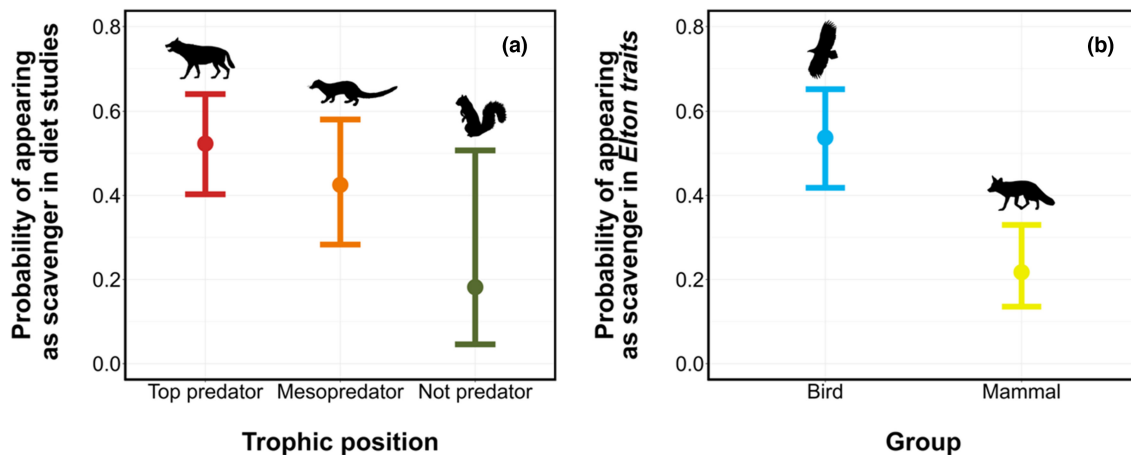 Probability of appearing
as scavenger in diet studies
(a)
0.8
0.6
0.4
0.2
0.0
Top predator
Mesopredator
Not predator
Trophic position
Probability of appearing
as scavenger in Elton traits
(b)
0.8
0.6
0.4
0.2
0.0
Bird
Mammal
Group